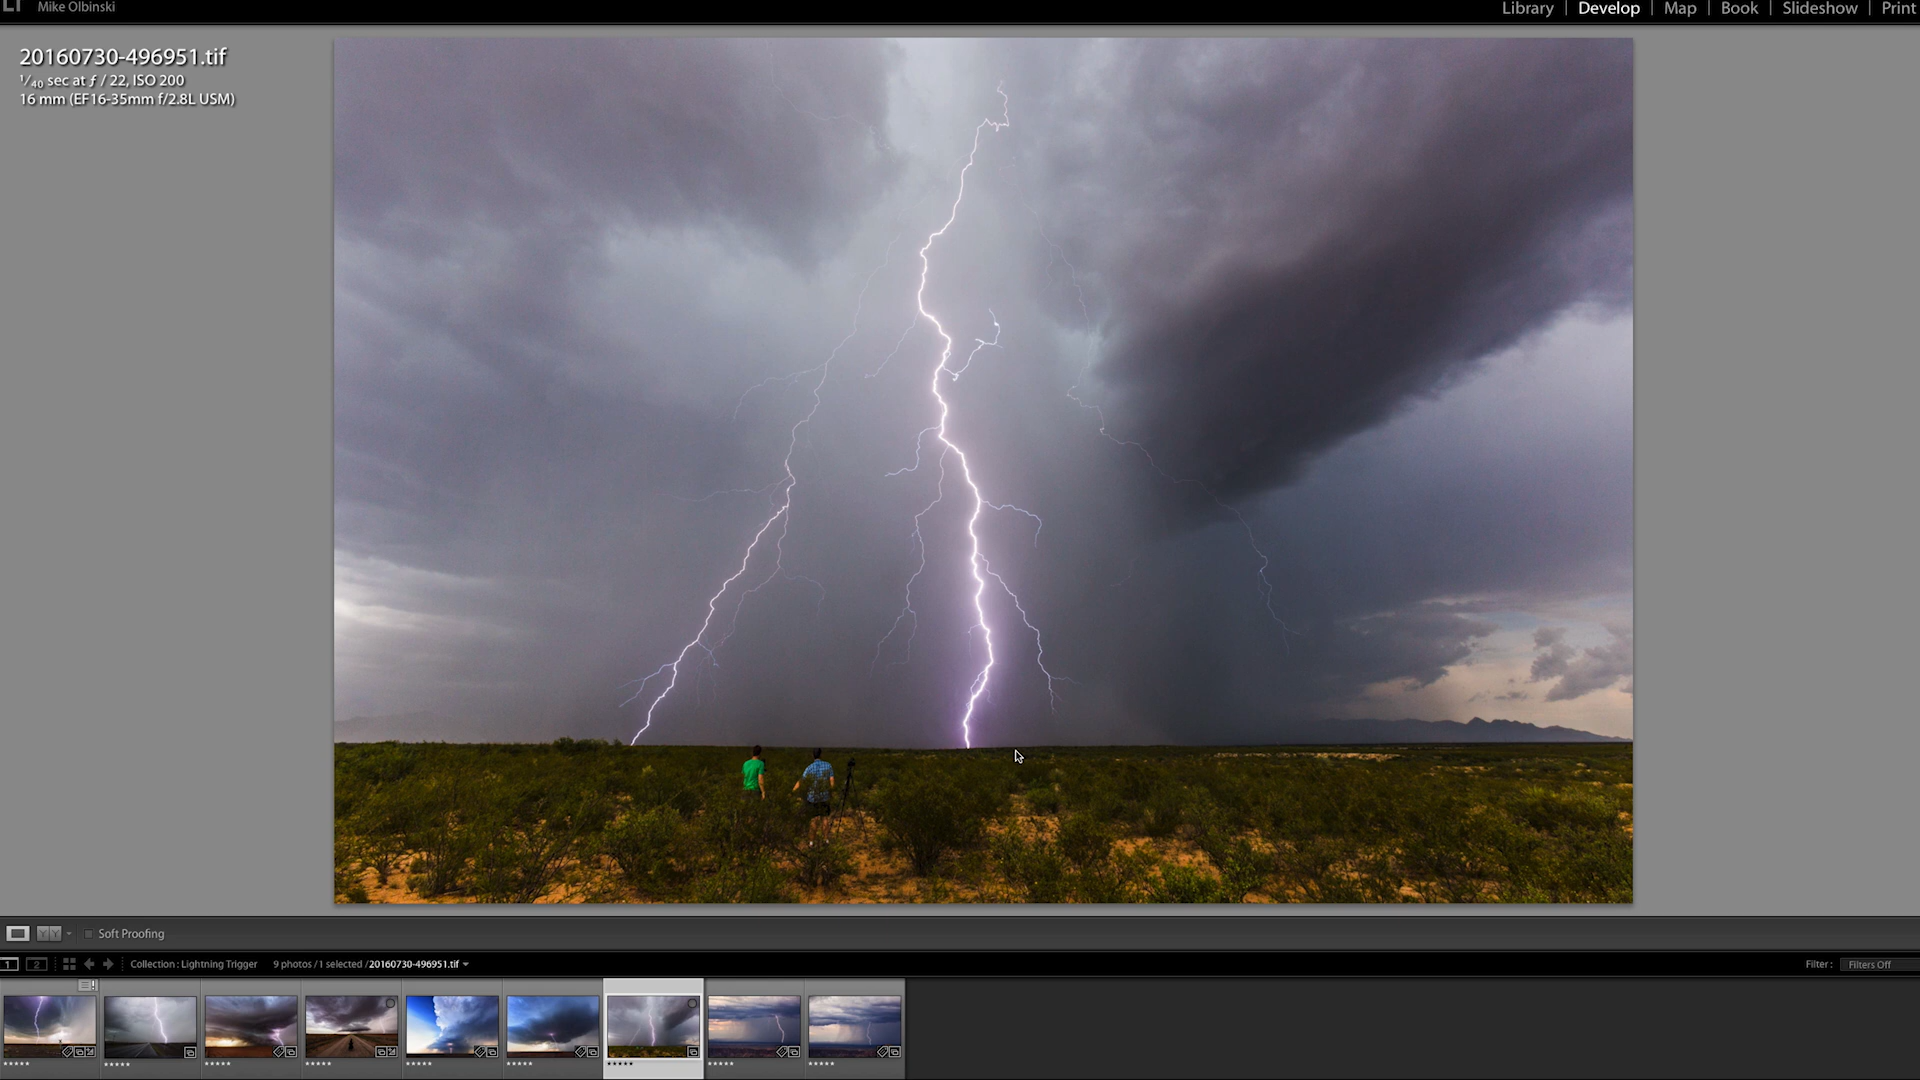 Mike Olbinski
Library | Develop | Map | Book | Slideshow | Print
20160730-496951.tif
1/40 sec at ƒ / 22, ISO 200
16 mm (EF16-35mm f/2.8L USM)
Y Y
Soft Proofing
1 2 Collection : Lightning Trigger 9 photos / 1 selected / 20160730-496951.tif Filter : Filters Off